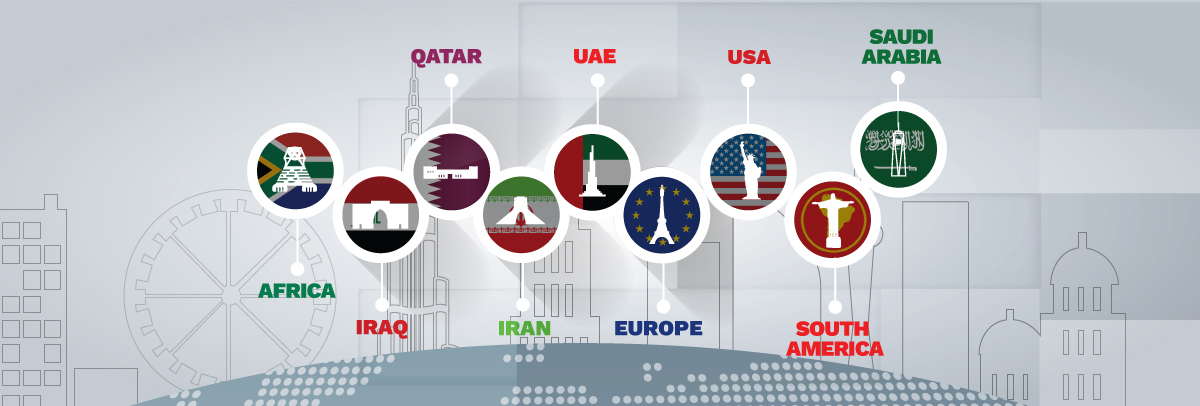 AFRICA
IRAQ
QATAR
IRAN
UAE
EUROPE
USA
SOUTH
AMERICA
SAUDI
ARABIA